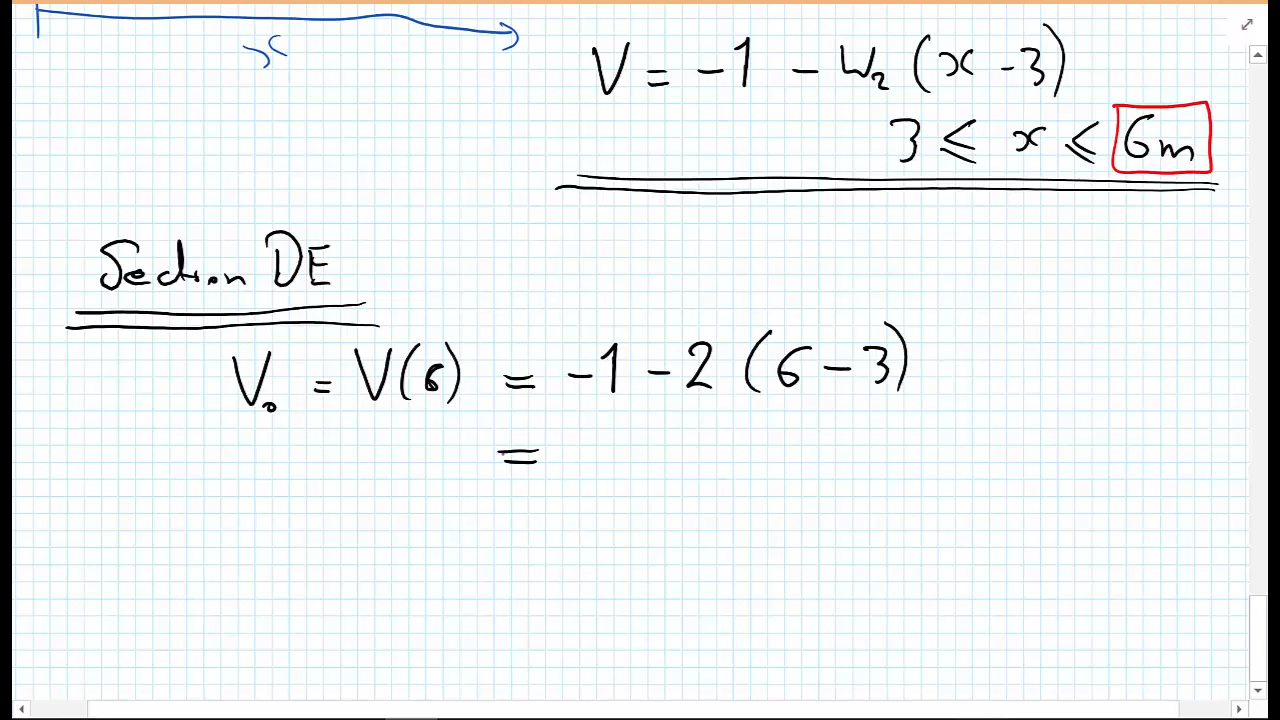 x
V = -1 - W₂ (x - 3)
3 ⩽ x ⩽ 6m
Section DE
V₀ = V(6) = -1 - 2 (6 - 3)
=